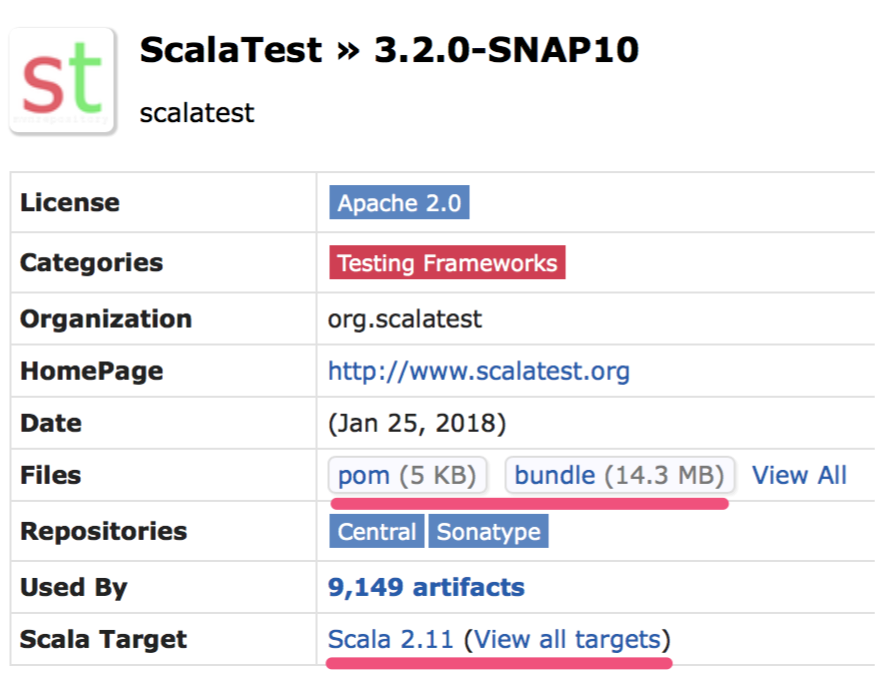 st
ScalaTest » 3.2.0-SNAP10
scalatest
License Apache 2.0
Categories Testing Frameworks
Organization org.scalatest
HomePage http://www.scalatest.org
Date (Jan 25, 2018)
Files pom (5 KB) bundle (14.3 MB) View All
Repositories Central Sonatype
Used By 9,149 artifacts
Scala Target Scala 2.11 (View all targets)